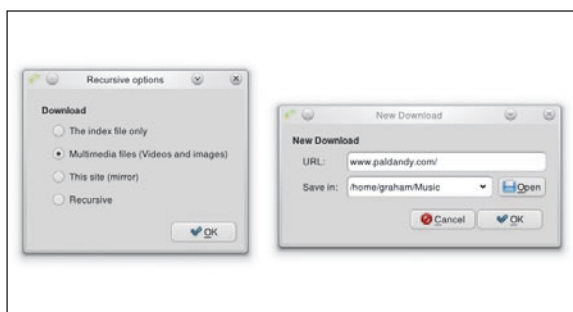 Recursive options
Download
The index file only
Multimedia files (Videos and images)
This site (mirror)
Recursive
OK
New Download
New Download
URL: www.paldandy.com/
Save in: /home/graham/Music Open
Cancel OK